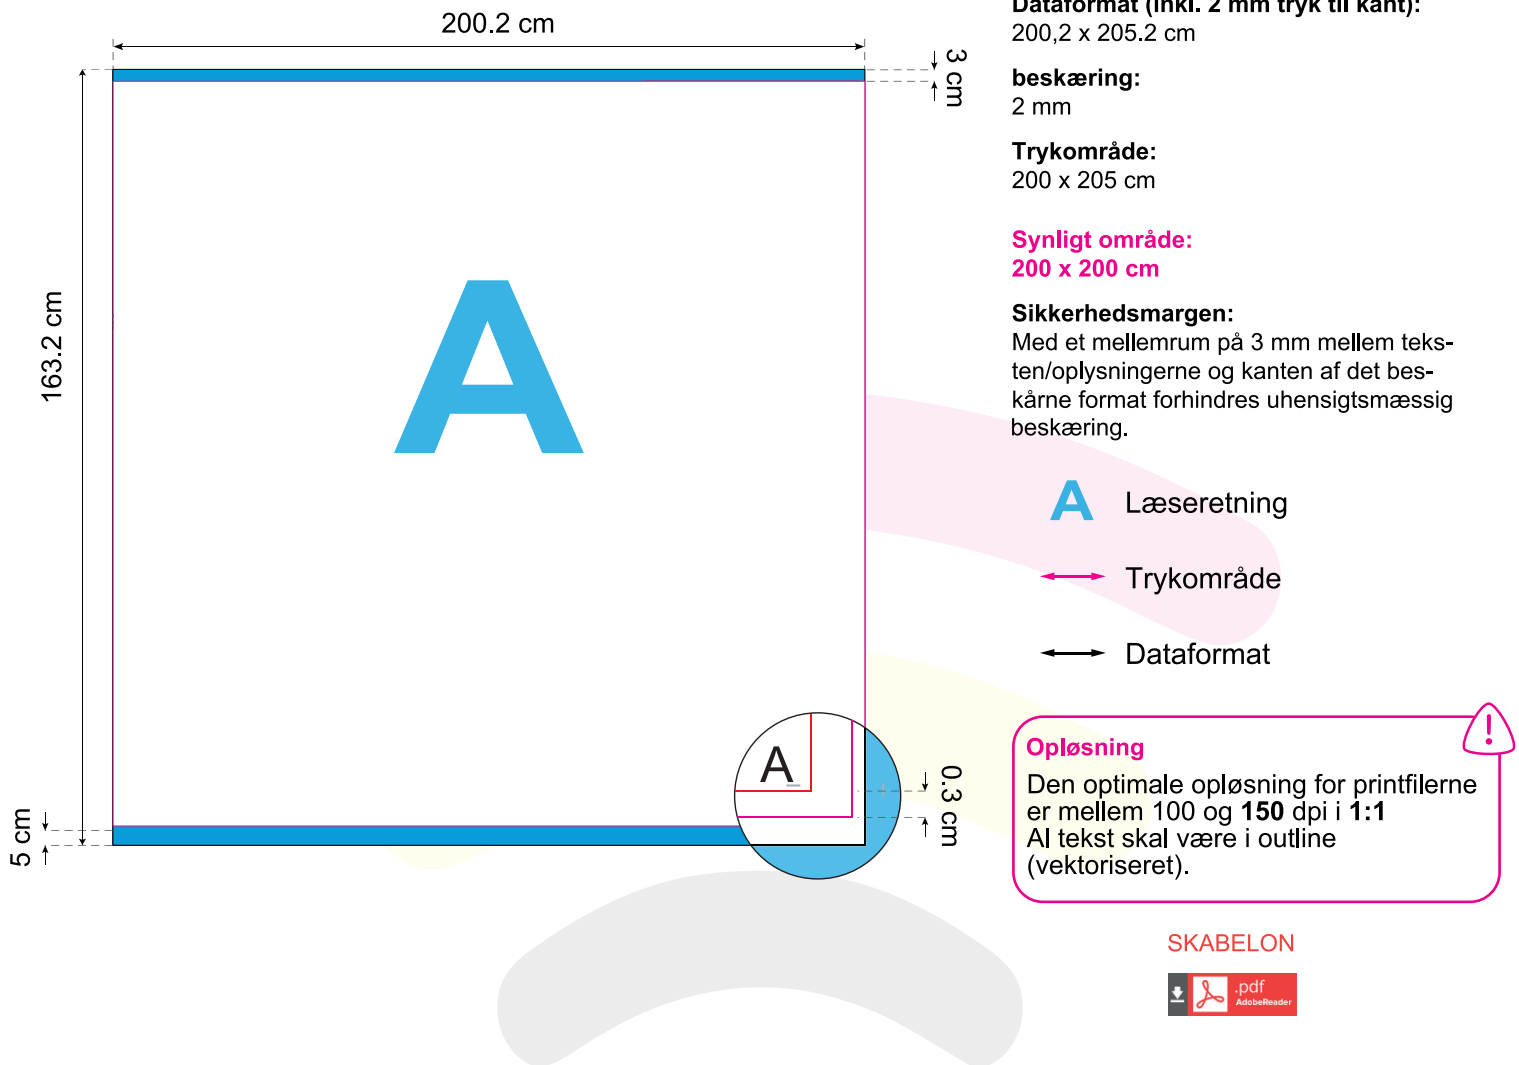 200.2 cm
3 cm
163.2 cm
A
A
0.3 cm
5 cm
Dataformat (inkl. 2 mm tryk til kant):
200,2 x 205.2 cm
beskæring:
2 mm
Trykområde:
200 x 205 cm
Synligt område:
200 x 200 cm
Sikkerhedsmargen:
Med et mellemrum på 3 mm mellem teks-
ten/oplysningerne og kanten af det bes-
kårne format forhindres uhensigtsmæssig
beskæring.
A Læseretning
Trykområde
Dataformat
!
Opløsning
Den optimale opløsning for printfilerne
er mellem 100 og 150 dpi i 1:1
Al tekst skal være i outline
(vektoriseret).
SKABELON
.pdf
AdobeReader